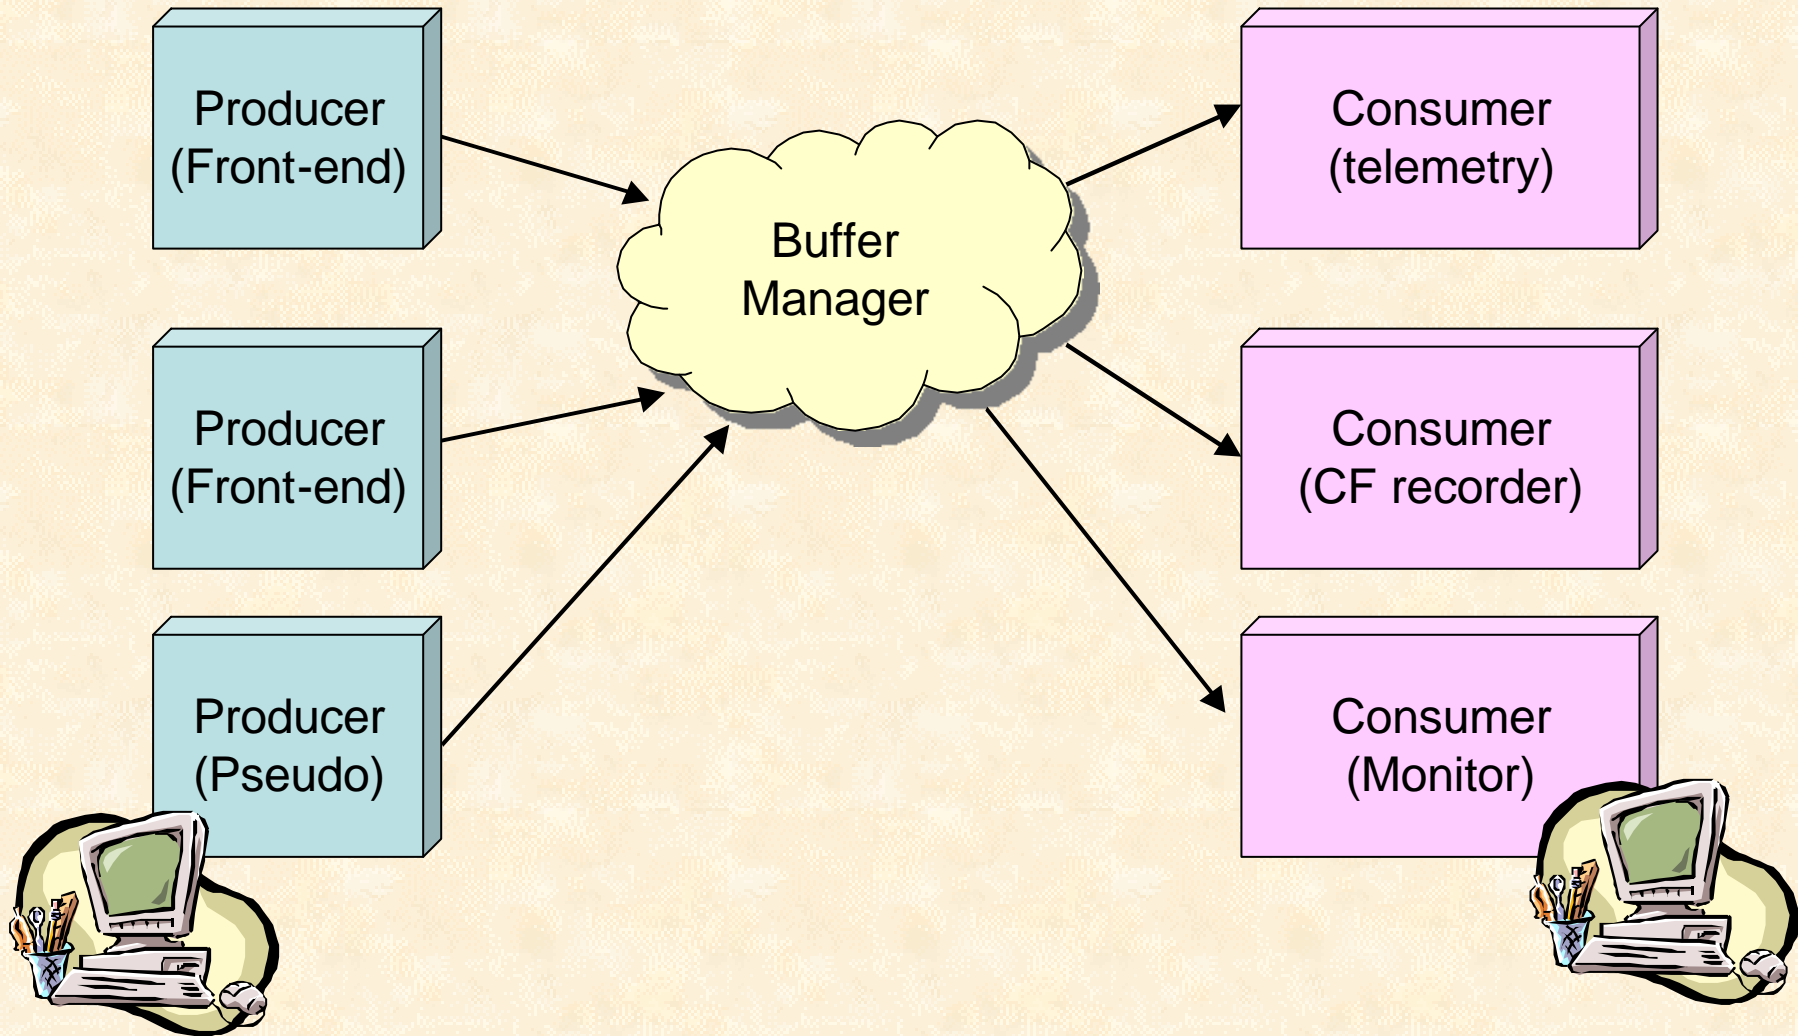 Producer
(Front-end)
Producer
(Front-end)
Producer
(Pseudo)
Buffer
Manager
Consumer
(telemetry)
Consumer
(CF recorder)
Consumer
(Monitor)